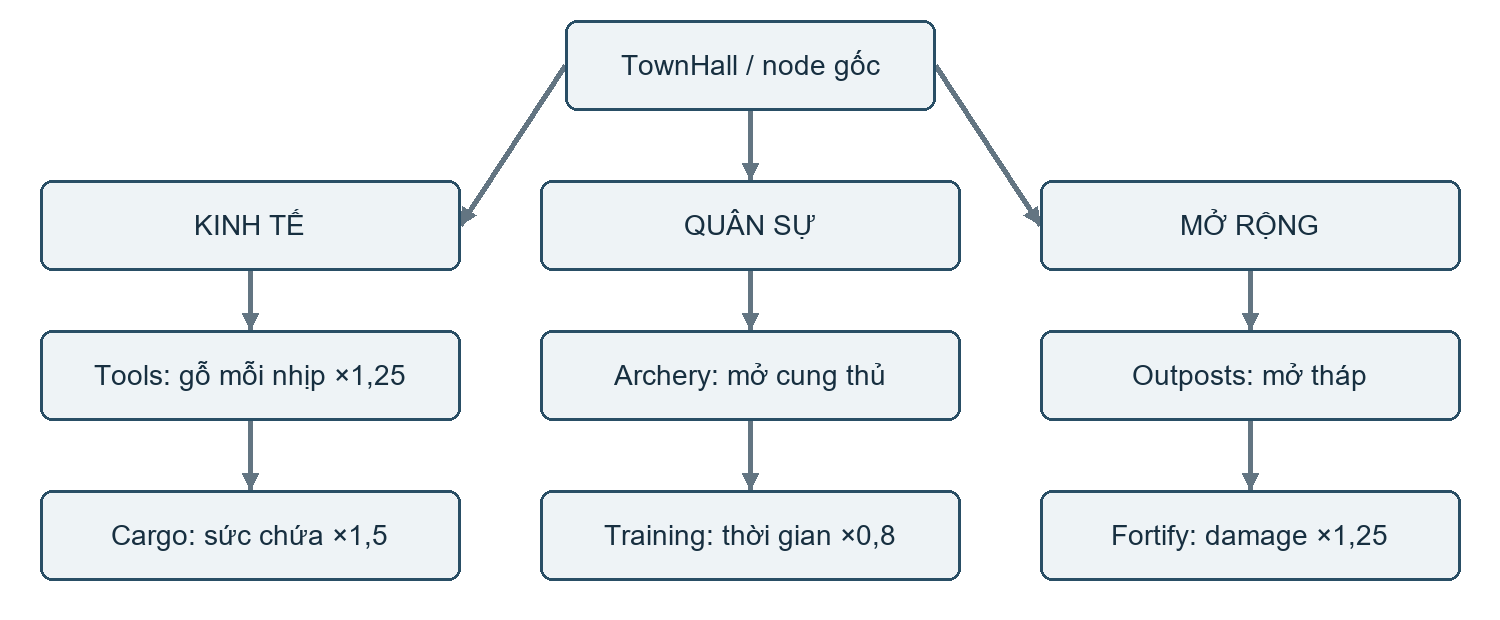 TownHall / node gốc
KINH TẾ
QUÂN SỰ
MỞ RỘNG
Tools: gỗ mỗi nhịp ×1,25
Archery: mở cung thủ
Outposts: mở tháp
Cargo: sức chứa ×1,5
Training: thời gian ×0,8
Fortify: damage ×1,25